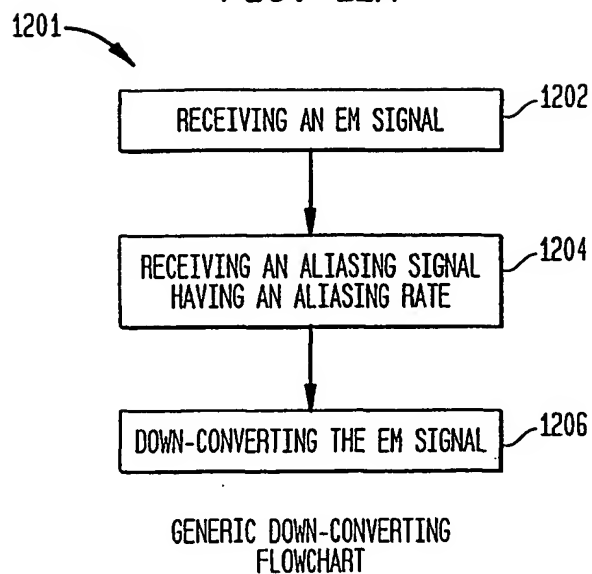 1201
RECEIVING AN EM SIGNAL
1202
RECEIVING AN ALIASING SIGNAL
HAVING AN ALIASING RATE
1204
DOWN-CONVERTING THE EM SIGNAL
1206
GENERIC DOWN-CONVERTING
FLOWCHART